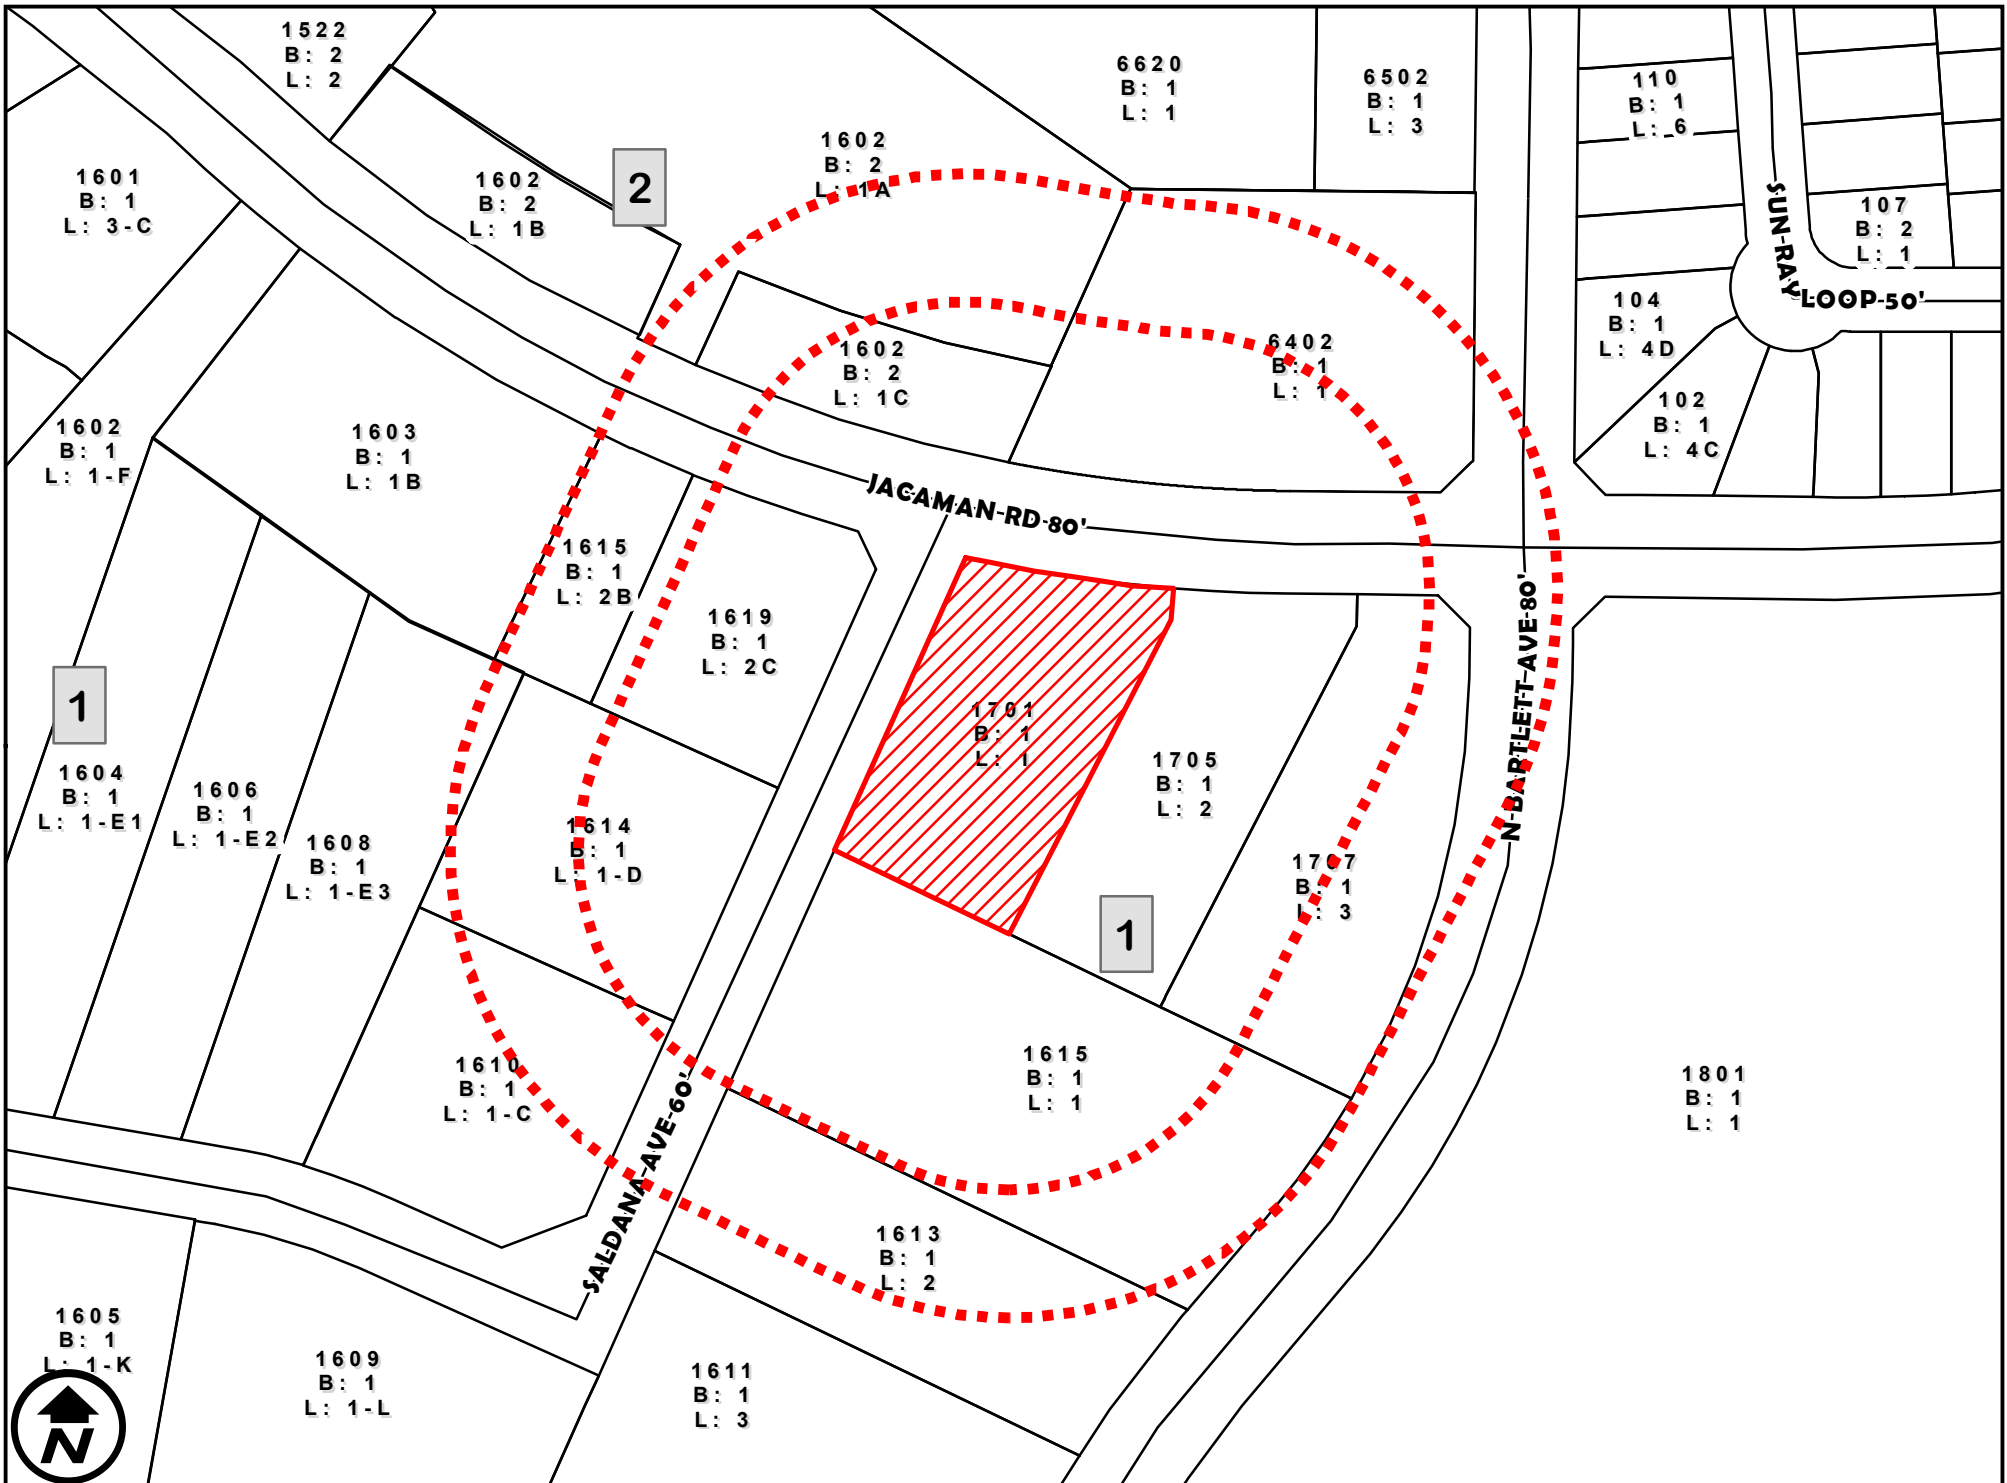 1522
B: 2
L: 2
6620
B: 1
L: 1
6502
B: 1
L: 3
110
B: 1
L: 6
1602
B: 2
L: 1A
1601
B: 1
L: 3-C
1602
B: 2
L: 1B
2
SUN-RAY
LOOP-50'
107
B: 2
L: 1
104
B: 1
L: 4D
1602
B: 2
L: 1C
6402
B: 1
L: 1
102
B: 1
L: 4C
1602
B: 1
L: 1-F
1603
B: 1
L: 1B
JACAMAN-RD-80'
1615
B: 1
L: 2B
1619
B: 1
L: 2C
N-BARTLETT-AVE-80'
1
1701
B: 1
L: 1
1705
B: 1
L: 2
1604
B: 1
L: 1-E1
1606
B: 1
L: 1-E2
1608
B: 1
L: 1-E3
1614
B: 1
L: 1-D
1707
B: 1
L: 3
1
1610
B: 1
L: 1-C
1615
B: 1
L: 1
1801
B: 1
L: 1
SALDANA-AVE-60'
1613
B: 1
L: 2
1605
B: 1
L: 1-K
1609
B: 1
L: 1-L
1611
B: 1
L: 3
N